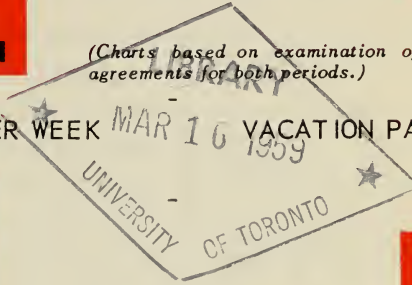 (Charts based on examination o
agreements for both periods.)
ER WEEK VACATION PA
LIBRARY
MAR 16 1959
UNIVERSITY OF TORONTO